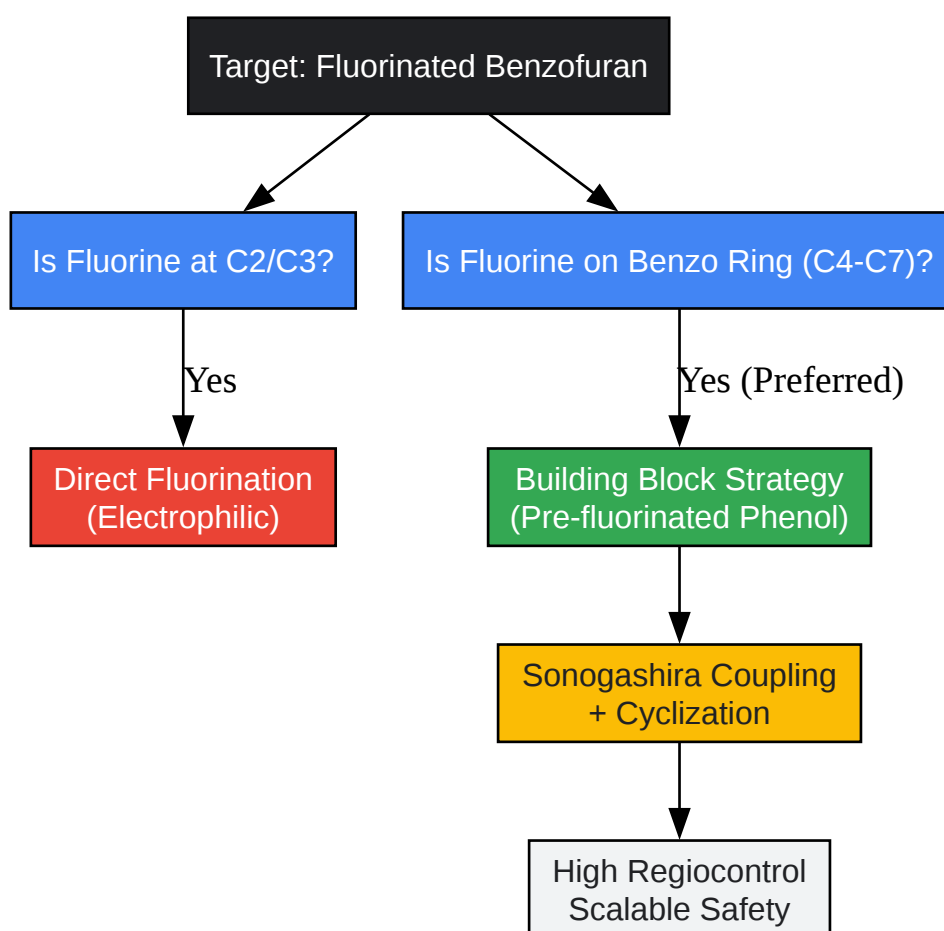 Target: Fluorinated Benzofuran
Is Fluorine at C2/C3?
Is Fluorine on Benzo Ring (C4-C7)?
Yes
Yes (Preferred)
Direct Fluorination
(Electrophilic)
Building Block Strategy
(Pre-fluorinated Phenol)
Sonogashira Coupling
+ Cyclization
High Regiocontrol
Scalable Safety